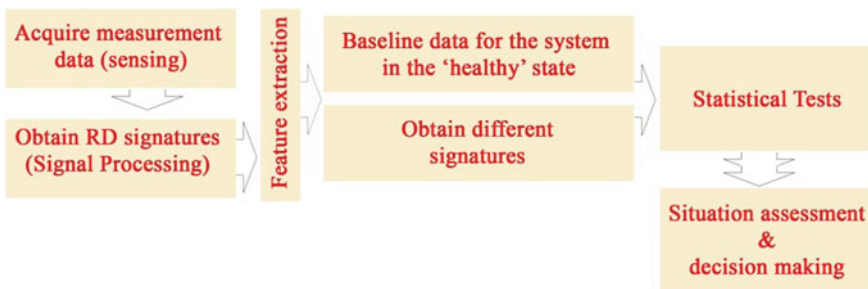 Acquire measurement
data (sensing)
Obtain RD signatures
(Signal Processing)
Feature extraction
Baseline data for the system
in the ‘healthy’ state
Obtain different
signatures
Statistical Tests
Situation assessment
&
decision making